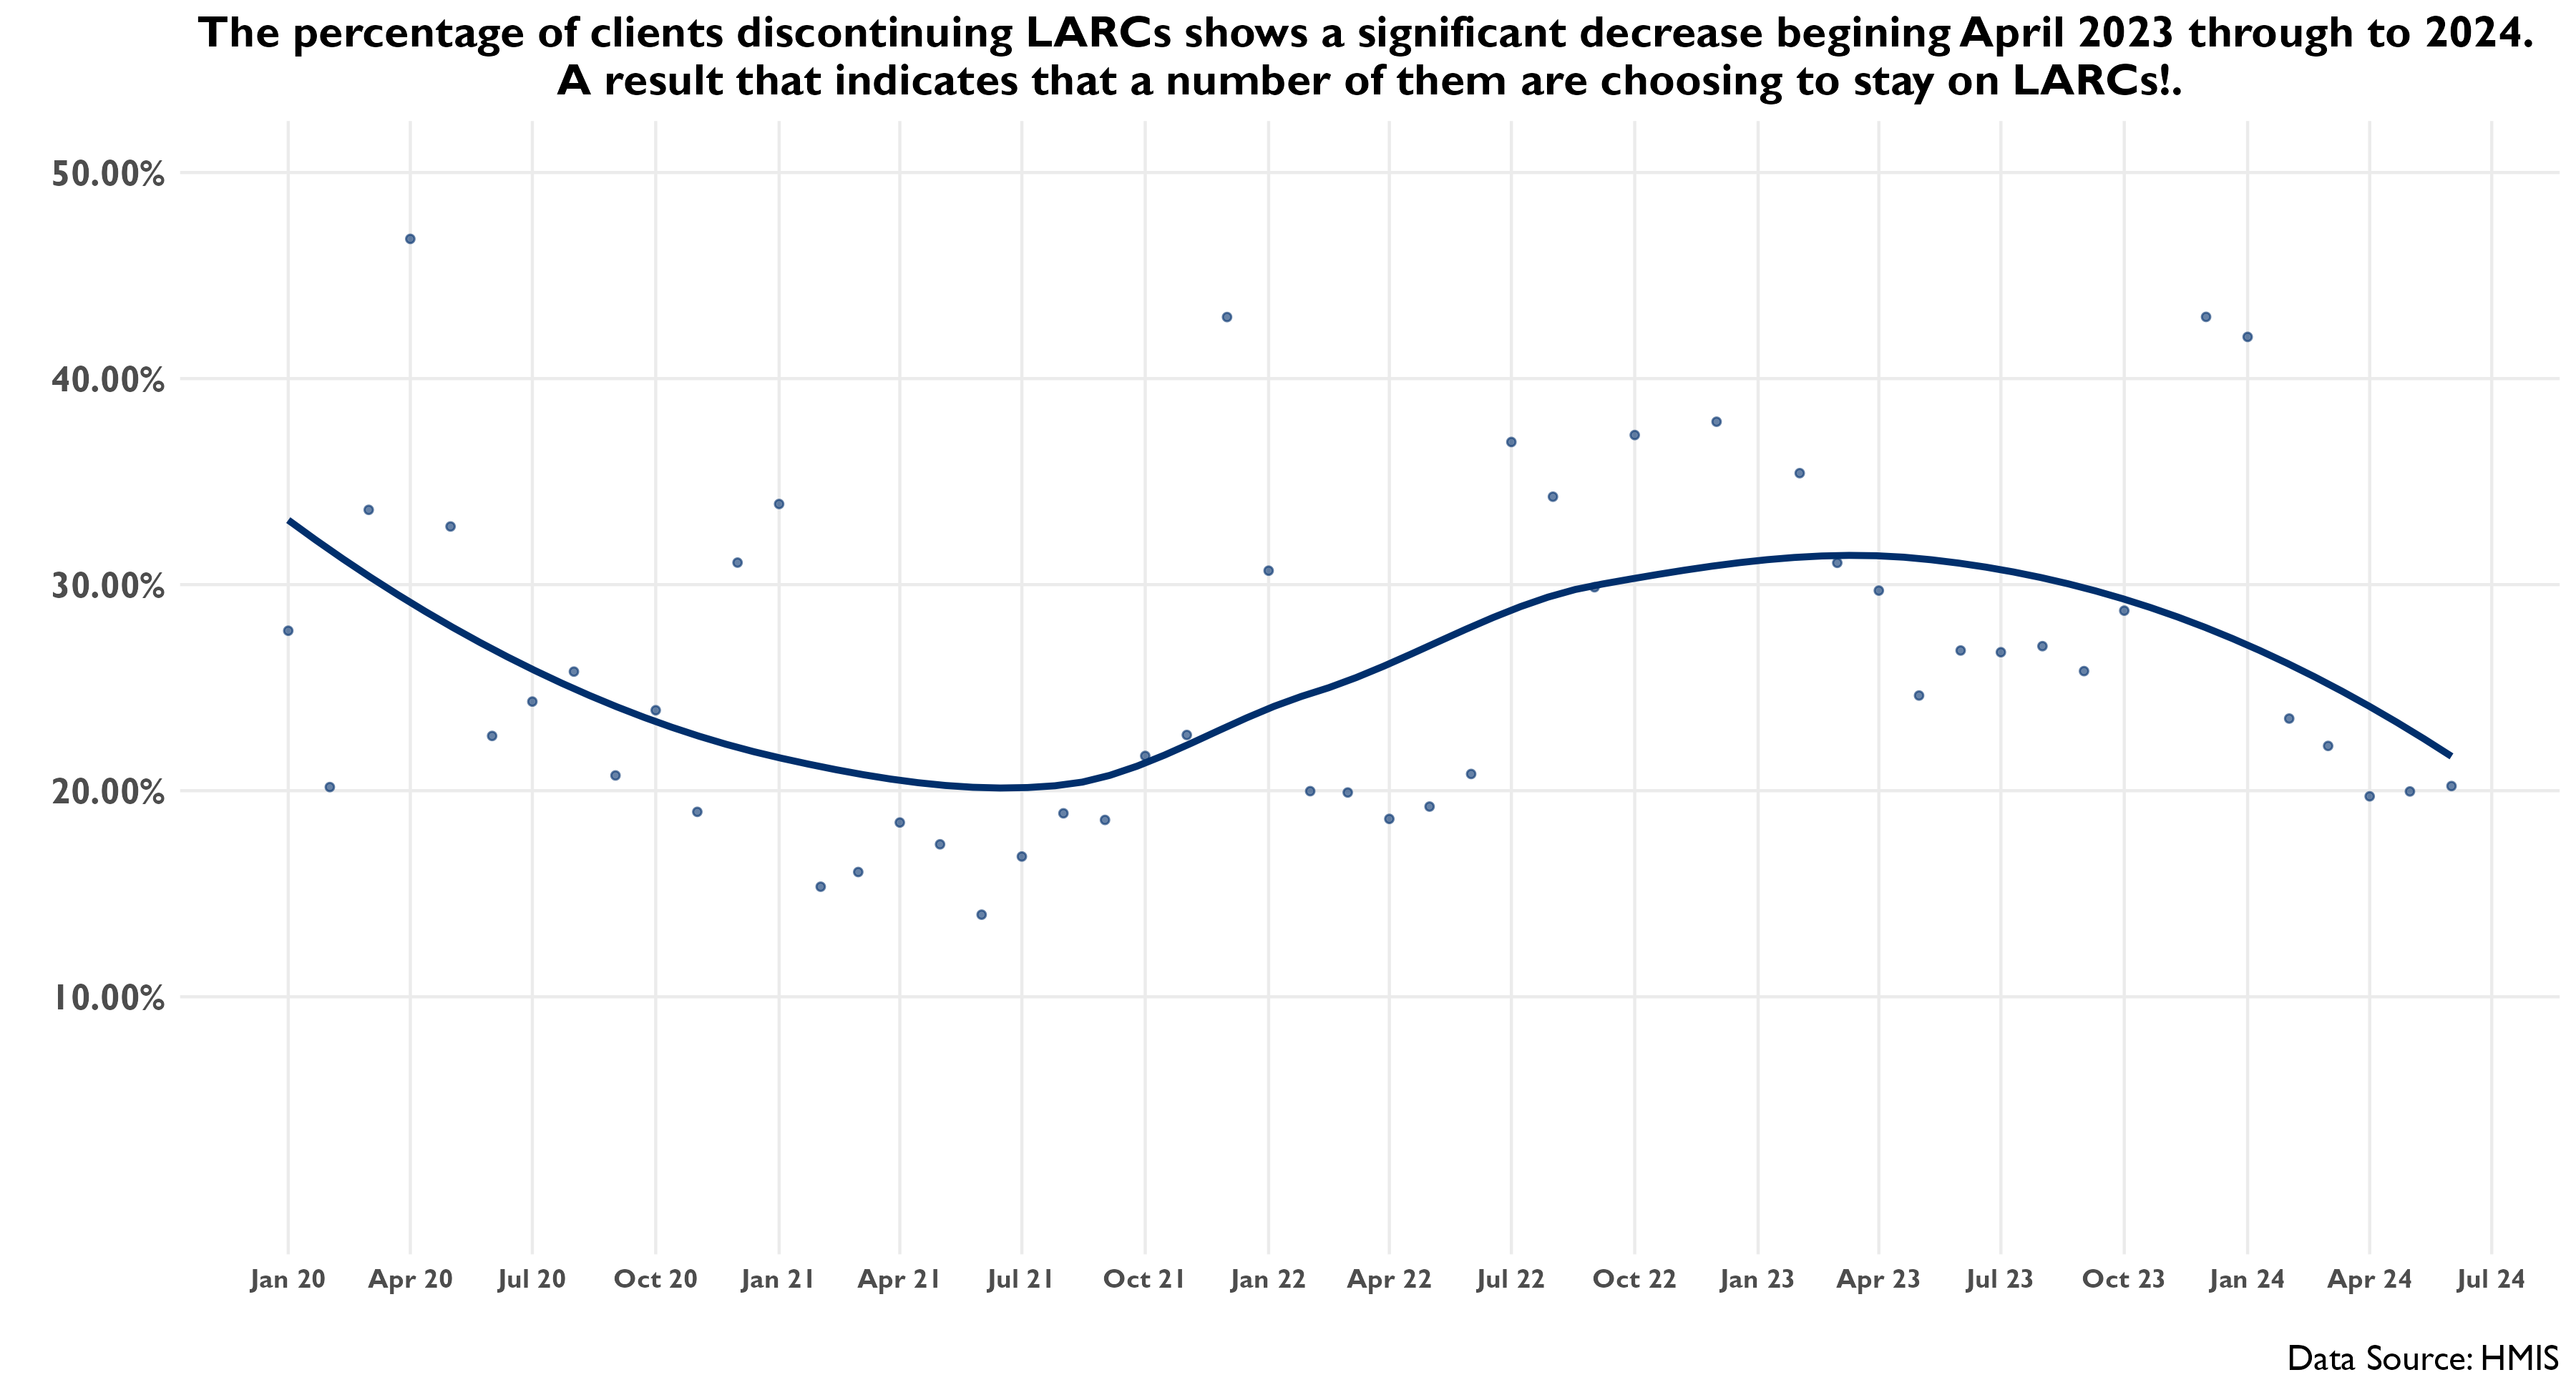 The percentage of clients discontinuing LARCs shows a significant decrease begining April 2023 through to 2024.
A result that indicates that a number of them are choosing to stay on LARCs!.
50.00%
40.00%
30.00%
20.00%
10.00%
Jan 20 Apr 20 Jul 20 Oct 20 Jan 21 Apr 21 Jul 21 Oct 21 Jan 22 Apr 22 Jul 22 Oct 22 Jan 23 Apr 23 Jul 23 Oct 23 Jan 24 Apr 24 Jul 24
Data Source: HMIS